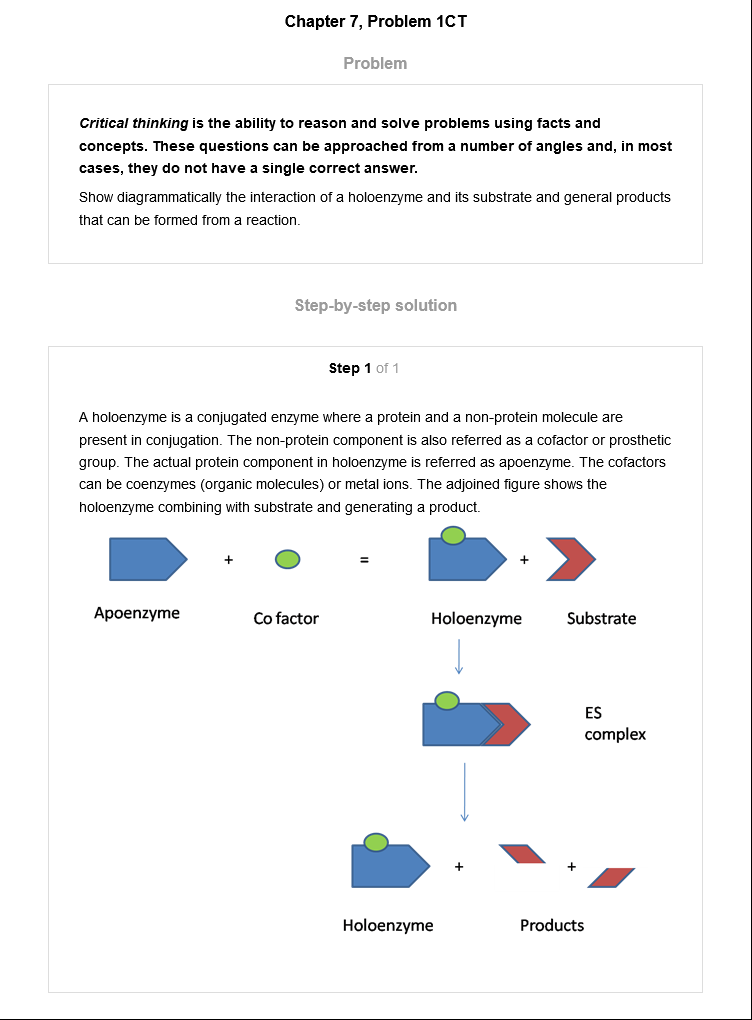 Chapter 7, Problem 1CT
Problem
Critical thinking is the ability to reason and solve problems using facts and
concepts. These questions can be approached from a number of angles and, in most
cases, they do not have a single correct answer.
Show diagrammatically the interaction of a holoenzyme and its substrate and general products
that can be formed from a reaction.
Step-by-step solution
Step 1 of 1
A holoenzyme is a conjugated enzyme where a protein and a non-protein molecule are
present in conjugation. The non-protein component is also referred as a cofactor or prosthetic
group. The actual protein component in holoenzyme is referred as apoenzyme. The cofactors
can be coenzymes (organic molecules) or metal ions. The adjoined figure shows the
holoenzyme combining with substrate and generating a product.
+ = +
Apoenzyme Co factor Holoenzyme Substrate
ES
complex
+ +
Holoenzyme Products